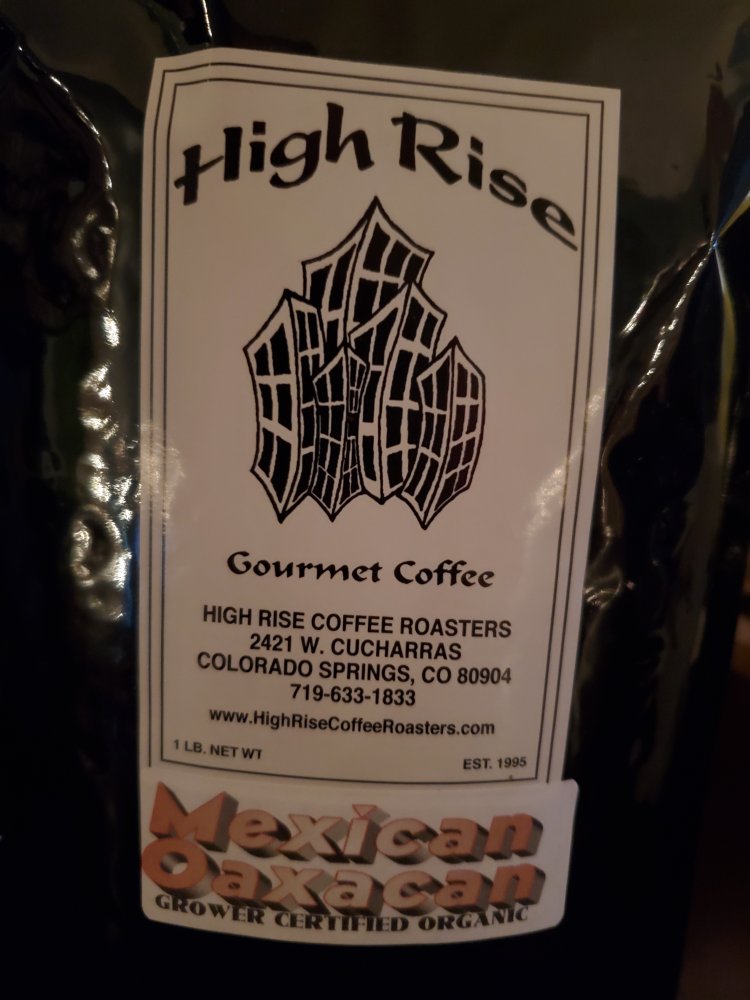 High Rise
Gourmet Coffee
HIGH RISE COFFEE ROASTERS
2421 W. CUCHARRAS
COLORADO SPRINGS, CO 80904
719-633-1833
www.HighRiseCoffeeRoasters.com
1 LB. NET WT
EST. 1995
Mexican
Oaxacan
GROWER CERTIFIED ORGANIC